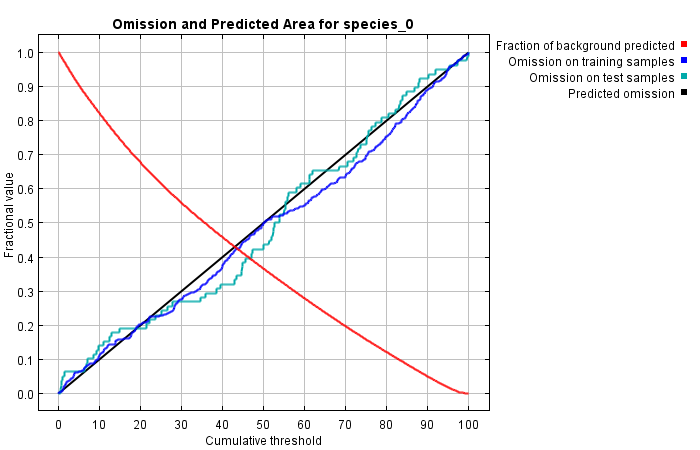 Omission and Predicted Area for species_0
Fraction of background predicted
Omission on training samples
Omission on test samples
Predicted omission
Fractional value
1.0
0.9
0.8
0.7
0.6
0.5
0.4
0.3
0.2
0.1
0.0
0 10 20 30 40 50 60 70 80 90 100
Cumulative threshold